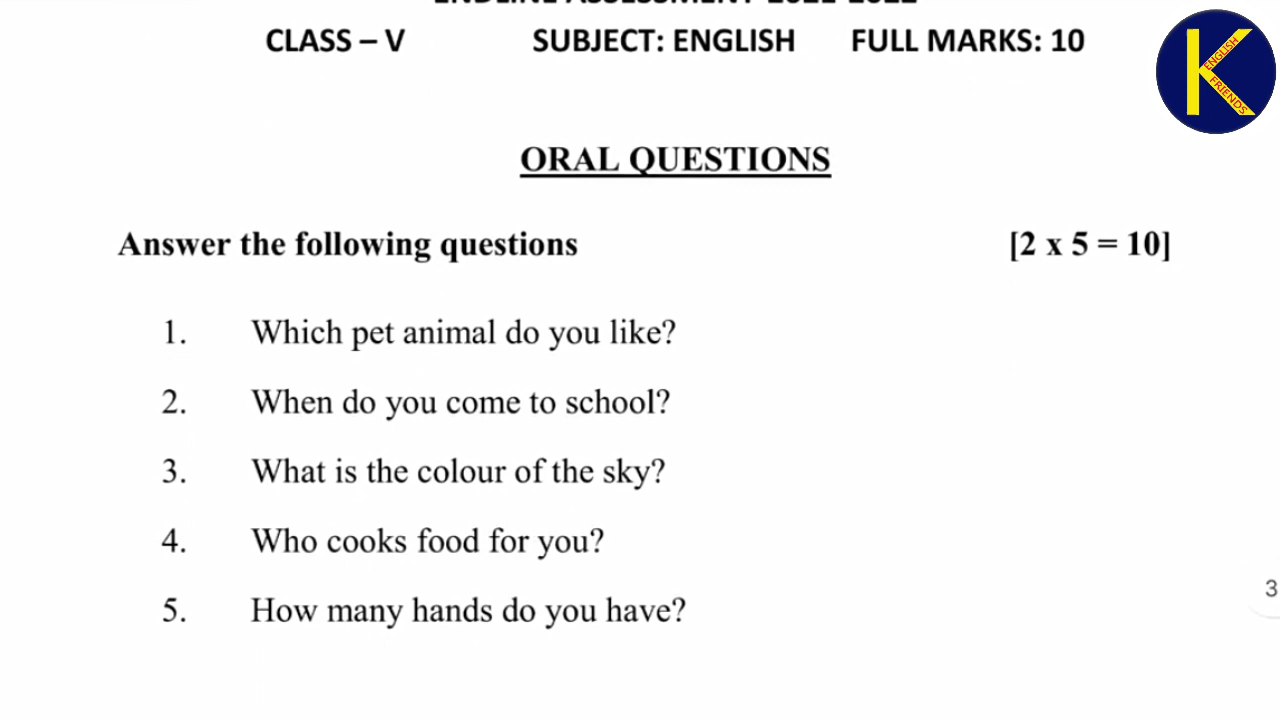 CLASS – V SUBJECT: ENGLISH FULL MARKS: 10
K ENGLISH FRIENDS
ORAL QUESTIONS
Answer the following questions [2 x 5 = 10]
1. Which pet animal do you like?
2. When do you come to school?
3. What is the colour of the sky?
4. Who cooks food for you?
3
5. How many hands do you have?